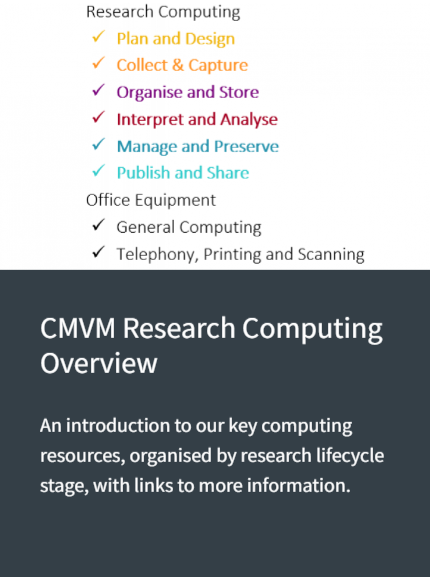 Research Computing
✓ Plan and Design
✓ Collect & Capture
✓ Organise and Store
✓ Interpret and Analyse
✓ Manage and Preserve
✓ Publish and Share
Office Equipment
✓ General Computing
✓ Telephony, Printing and Scanning
CMVM Research Computing
Overview
An introduction to our key computing
resources, organised by research lifecycle
stage, with links to more information.